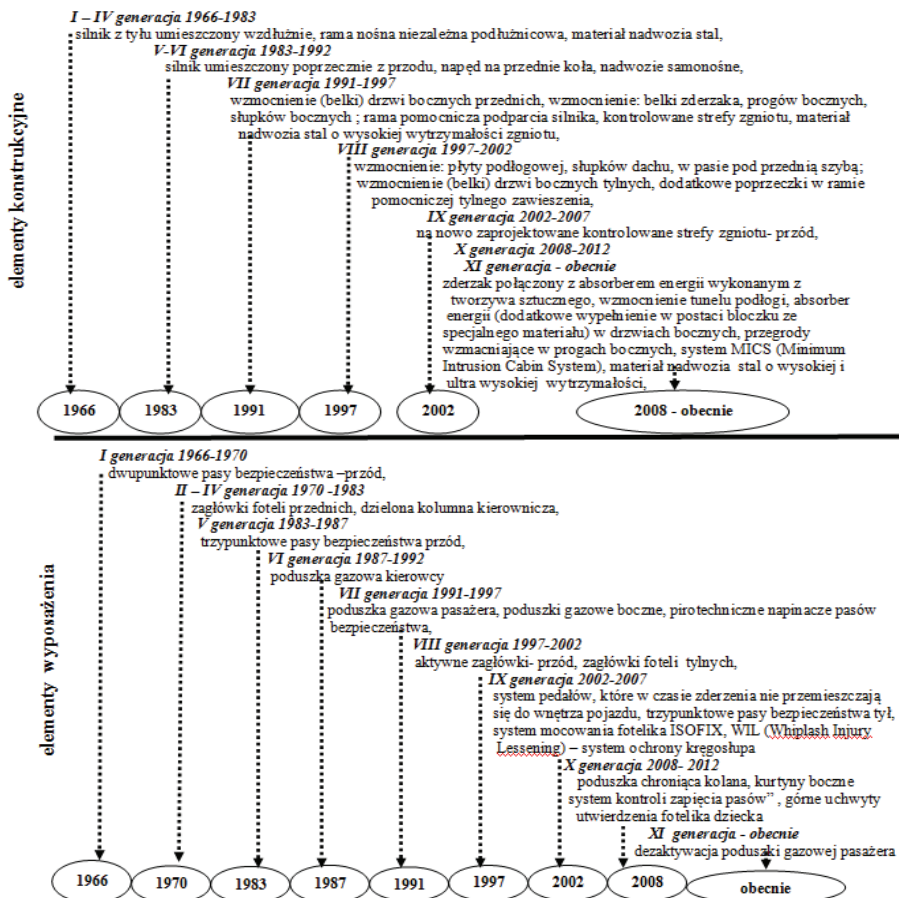 I – IV generacja 1966-1983
silnik z tyłu umieszczony wzdłużnie, rama nośna niezależna podłużnicowa, materiał nadwozia stal,
V-VI generacja 1983-1992
silnik umieszczony poprzecznie z przodu, napęd na przednie koła, nadwozie samonośne,
VII generacja 1991-1997
wzmocnienie (belki) drzwi bocznych przednich, wzmocnienie: belki zderzaka, progów bocznych,
słupków bocznych ; rama pomocnicza podparcia silnika, kontrolowane strefy zgniotu, materiał
nadwozia stal o wysokiej wytrzymałości zgniotu,
VIII generacja 1997-2002
wzmocnienie: płyty podłogowej, słupków dachu, w pasie pod przednią szybą;
wzmocnienie (belki) drzwi bocznych tylnych, dodatkowe poprzeczki w ramie
pomocniczej tylnego zawieszenia,
IX generacja 2002-2007
na nowo zaprojektowane kontrolowane strefy zgniotu- przód,
X generacja 2008-2012
XI generacja - obecnie
zderzak połączony z absorberem energii wykonanym z
tworzywa sztucznego, wzmocnienie tunelu podłogi, absorber
energii (dodatkowe wypełnienie w postaci bloczku ze
specjalnego materiału) w drzwiach bocznych, przegrody
wzmacniające w progach bocznych, system MICS (Minimum
Intrusion Cabin System), materiał nadwozia stal o wysokiej i
ultra wysokiej wytrzymałości,
elementy konstrukcyjne
1966
1983
1991
1997
2002
2008 - obecnie
I generacja 1966-1970
dwupunktowe pasy bezpieczeństwa –przód,
II – IV generacja 1970 -1983
zagłówki foteli przednich, dzielona kolumna kierownicza,
V generacja 1983-1987
trzypunktowe pasy bezpieczeństwa przód,
VI generacja 1987-1992
poduszka gazowa kierowcy
VII generacja 1991-1997
poduszka gazowa pasażera, poduszki gazowe boczne, pirotechniczne napinacze pasów
bezpieczeństwa,
VIII generacja 1997-2002
aktywne zagłówki- przód, zagłówki foteli tylnych,
IX generacja 2002-2007
system pedałów, które w czasie zderzenia nie przemieszczają
się do wnętrza pojazdu, trzypunktowe pasy bezpieczeństwa tył,
system mocowania fotelika ISOFIX, WIL (Whiplash Injury
Lessening) – system ochrony kręgosłupa
X generacja 2008- 2012
poduszka chroniąca kolana, kurtyny boczne
system kontroli zapięcia pasów” , górne uchwyty
utwierdzenia fotelika dziecka
XI generacja - obecnie
dezaktywacja poduszki gazowej pasażera
elementy wyposażenia
1966
1970
1983
1987
1991
1997
2002
2008
obecnie